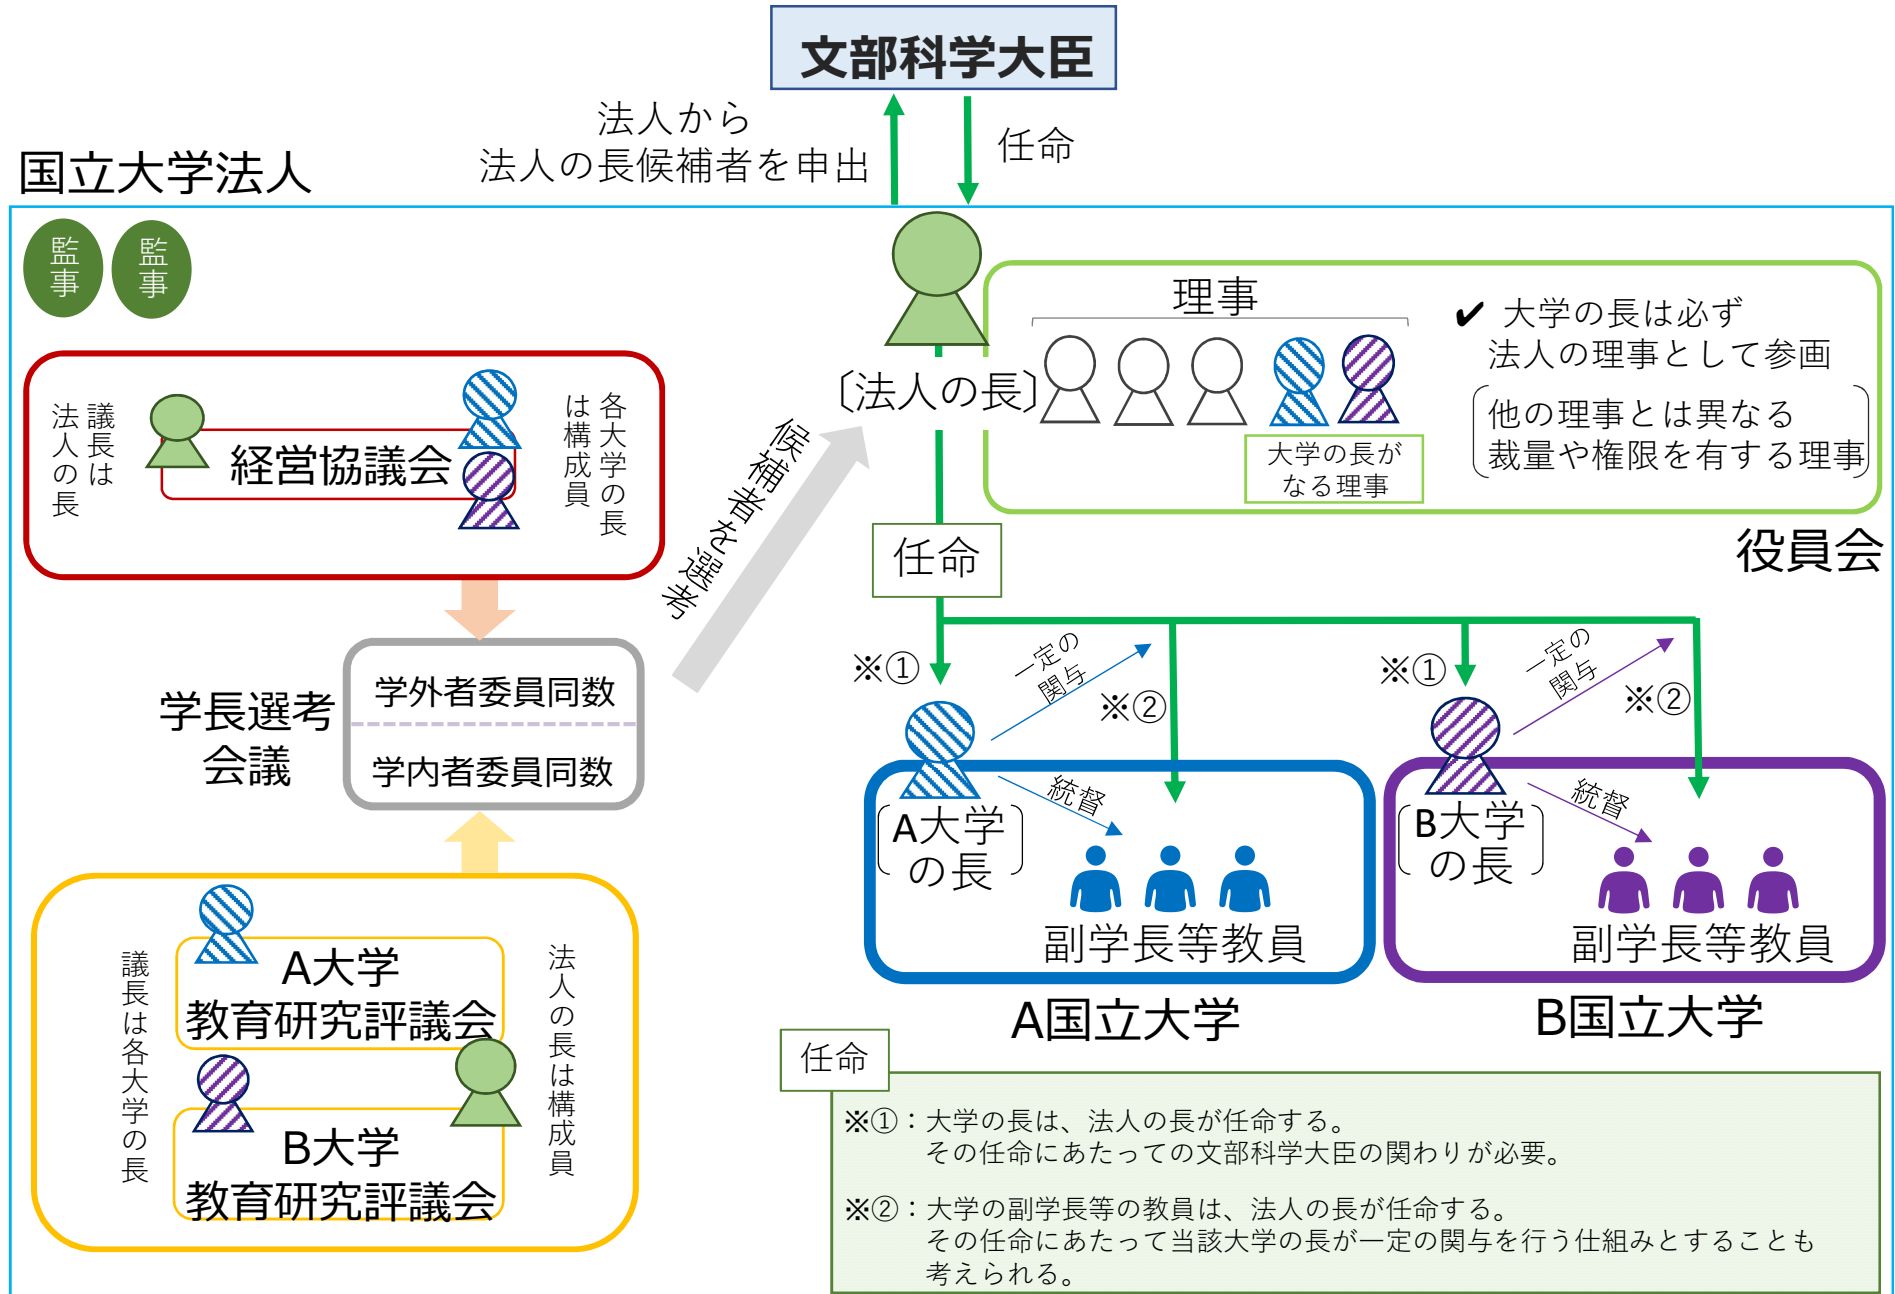 文部科学大臣
法人から
法人の長候補者を申出
任命
国立大学法人
監事
監事
理事
✔ 大学の長は必ず
法人の理事として参画
他の理事とは異なる
裁量や権限を有する理事
〔法人の長〕
大学の長が
なる理事
役員会
議長は
法人の長
経営協議会
各大学の長
は構成員
候補者を選考
任命
学長選考
会議
学外者委員同数
学内者委員同数
※①
一定の
関与
※②
統督
A大学
の長
副学長等教員
A国立大学
※①
一定の
関与
※②
統督
B大学
の長
副学長等教員
B国立大学
議長は各大学の長
A大学
教育研究評議会
B大学
教育研究評議会
法人の長は構成員
任命
※①：大学の長は、法人の長が任命する。
その任命にあたっての文部科学大臣の関わりが必要。
※②：大学の副学長等の教員は、法人の長が任命する。
その任命にあたって当該大学の長が一定の関与を行う仕組みとすることも
考えられる。